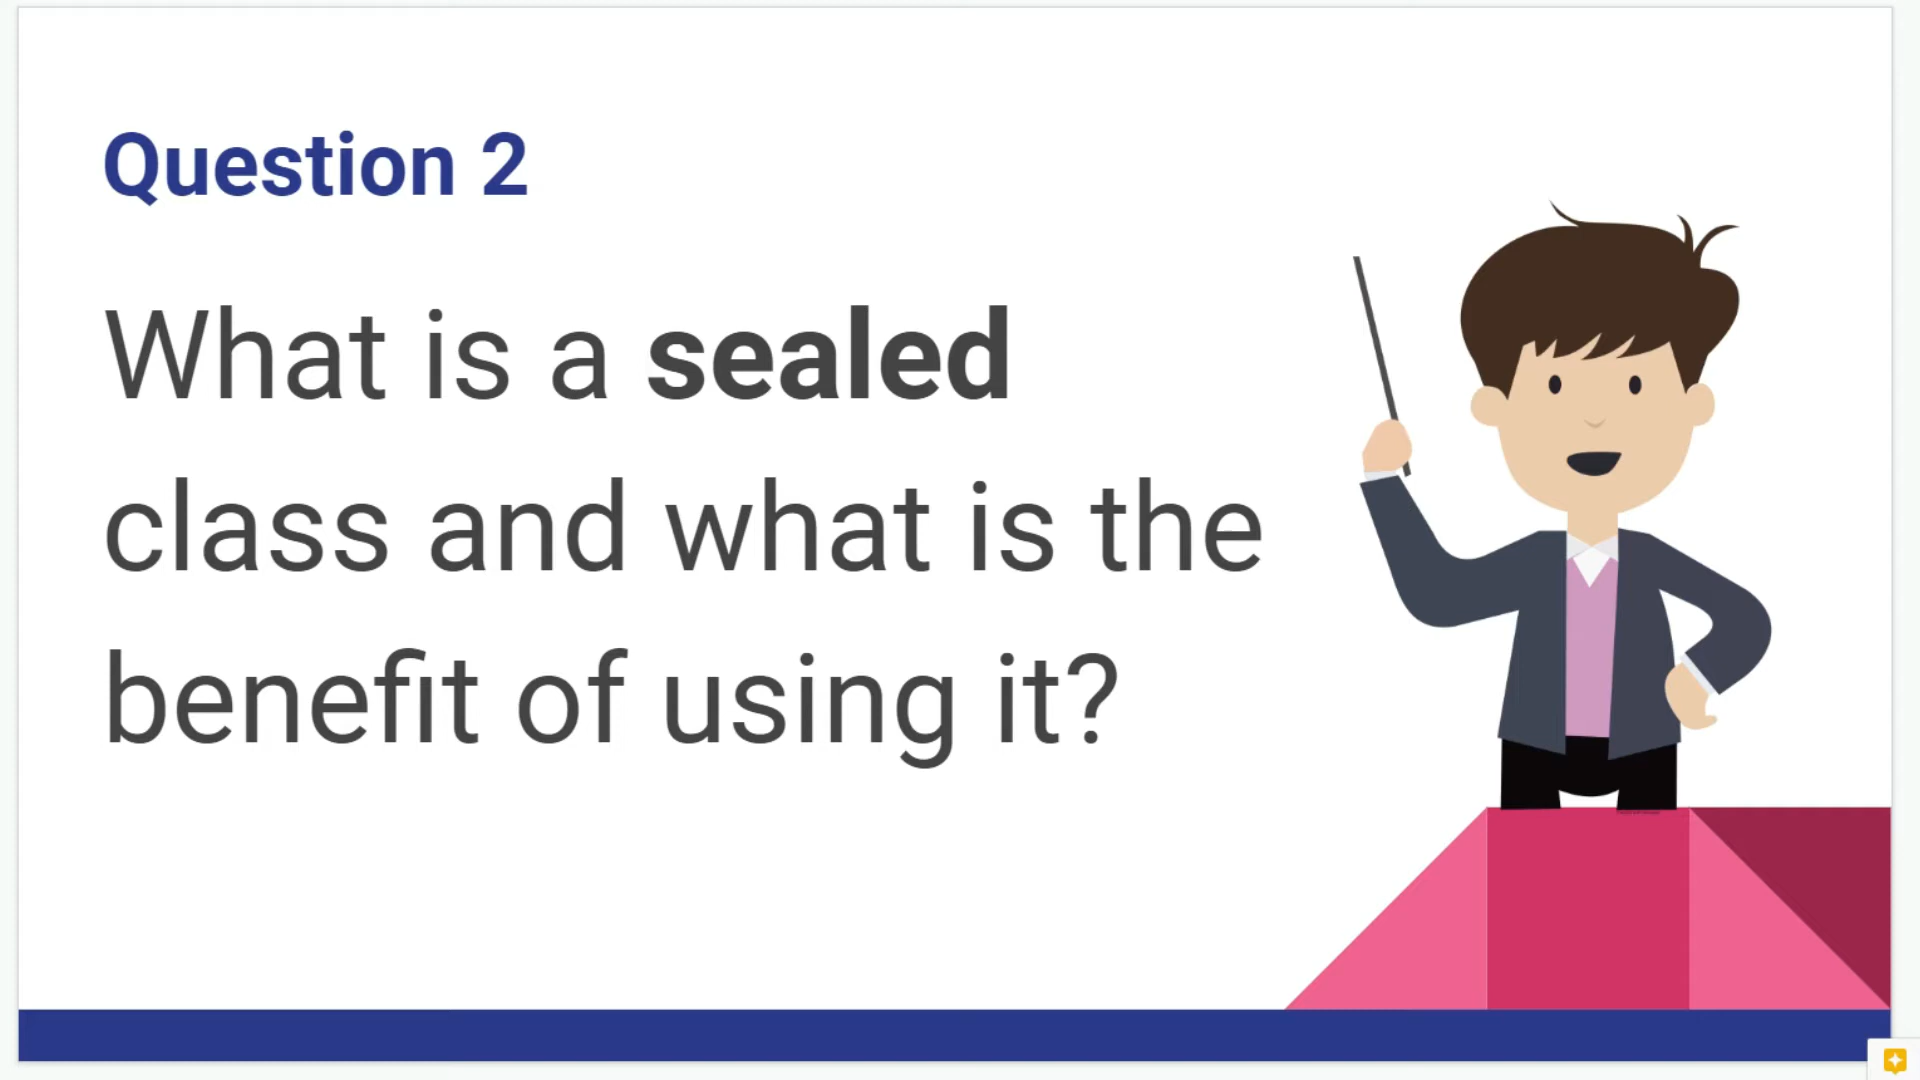 Question 2
What is a sealed
class and what is the
benefit of using it?